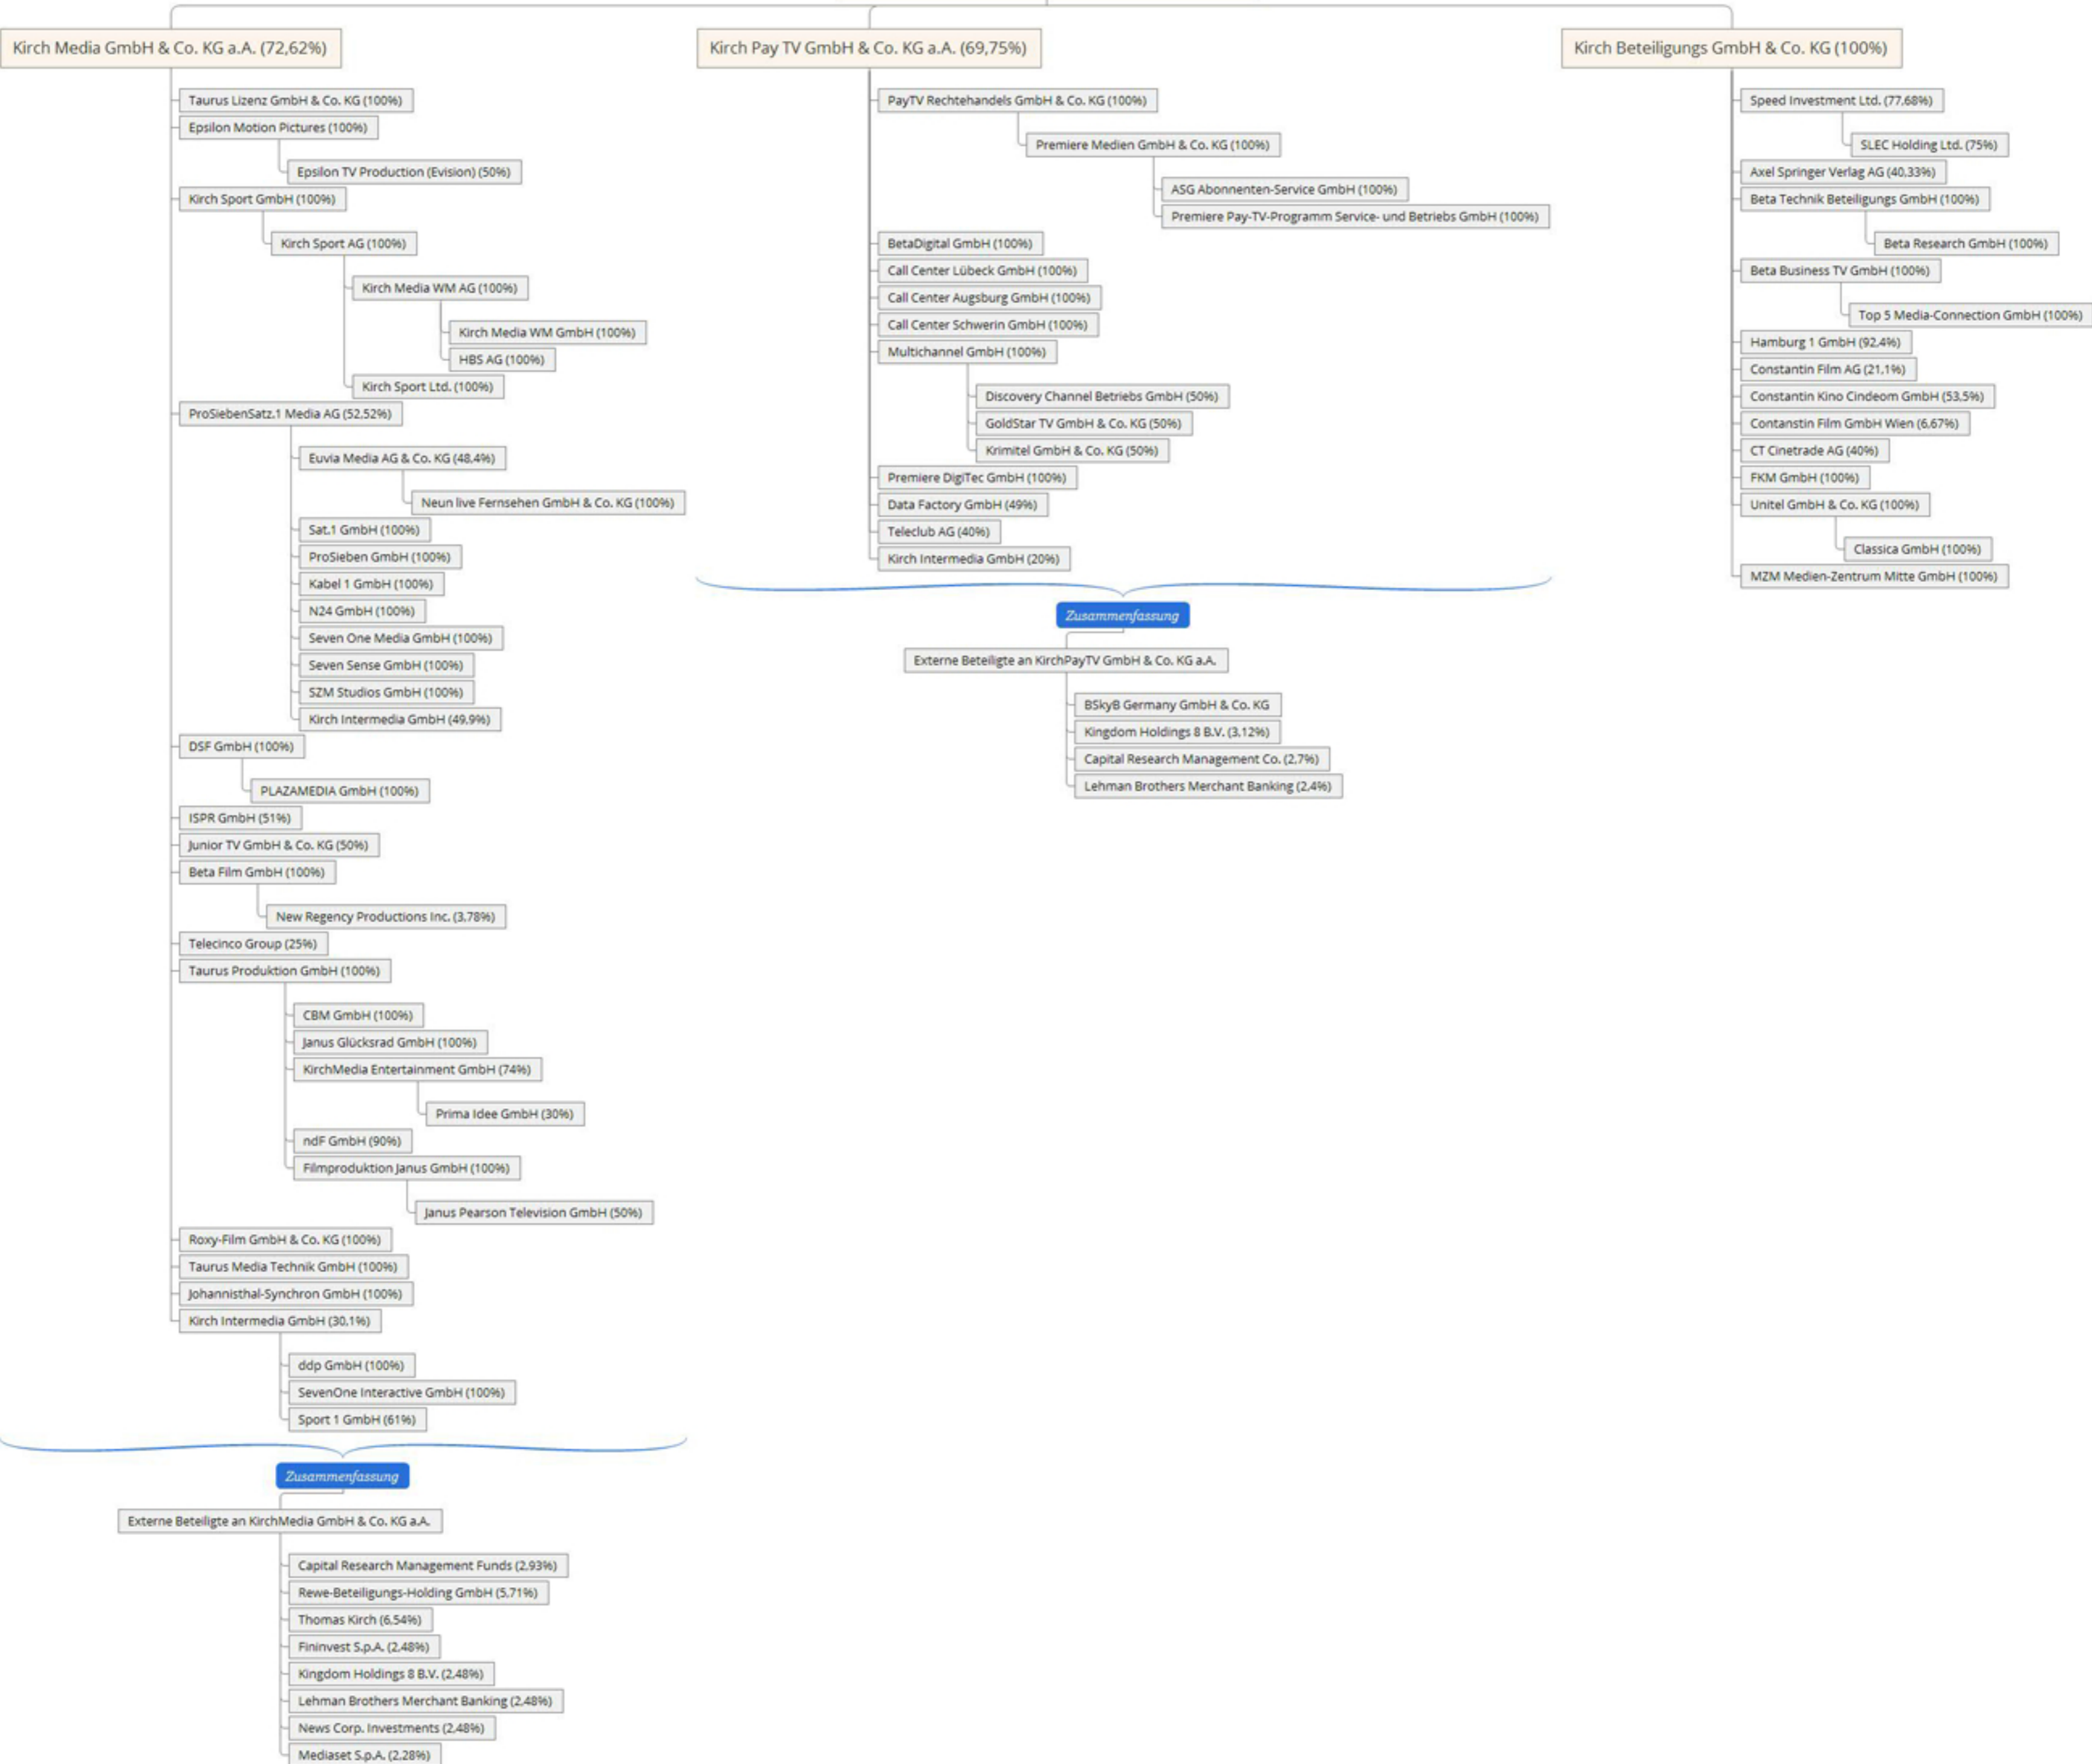 Kirch Media GmbH & Co. KG a.A. (72,62%)
Taurus Lizenz GmbH & Co. KG (100%)
Epsilon Motion Pictures (100%)
Epsilon TV Production (Evision) (50%)
Kirch Sport GmbH (100%)
Kirch Sport AG (100%)
Kirch Media WM AG (100%)
Kirch Media WM GmbH (100%)
HBS AG (100%)
Kirch Sport Ltd. (100%)
ProSiebenSatz.1 Media AG (52,52%)
Euvia Media AG & Co. KG (48,4%)
Neun live Fernsehen GmbH & Co. KG (100%)
Sat.1 GmbH (100%)
ProSieben GmbH (100%)
Kabel 1 GmbH (100%)
N24 GmbH (100%)
Seven One Media GmbH (100%)
Seven Sense GmbH (100%)
SZM Studios GmbH (100%)
Kirch Intermedia GmbH (49,9%)
DSF GmbH (100%)
PLAZAMEDIA GmbH (100%)
ISPR GmbH (51%)
Junior TV GmbH & Co. KG (50%)
Beta Film GmbH (100%)
New Regency Productions Inc. (3,78%)
Telecinco Group (25%)
Taurus Produktion GmbH (100%)
CBM GmbH (100%)
Janus Glücksrad GmbH (100%)
KirchMedia Entertainment GmbH (74%)
Prima Idee GmbH (30%)
ndF GmbH (90%)
Filmproduktion Janus GmbH (100%)
Janus Pearson Television GmbH (50%)
Roxy-Film GmbH & Co. KG (100%)
Taurus Media Technik GmbH (100%)
Johannisthal-Synchron GmbH (100%)
Kirch Intermedia GmbH (30,1%)
ddp GmbH (100%)
SevenOne Interactive GmbH (100%)
Sport 1 GmbH (61%)
Zusammenfassung
Externe Beteiligte an KirchMedia GmbH & Co. KG a.A.
Capital Research Management Funds (2,93%)
Rewe-Beteiligungs-Holding GmbH (5,71%)
Thomas Kirch (6,54%)
Fininvest S.p.A. (2,48%)
Kingdom Holdings 8 B.V. (2,48%)
Lehman Brothers Merchant Banking (2,48%)
News Corp. Investments (2,48%)
Mediaset S.p.A. (2,28%)
Kirch Pay TV GmbH & Co. KG a.A. (69,75%)
PayTV Rechtehandels GmbH & Co. KG (100%)
Premiere Medien GmbH & Co. KG (100%)
ASG Abonnenten-Service GmbH (100%)
Premiere Pay-TV-Programm Service- und Betriebs GmbH (100%)
BetaDigital GmbH (100%)
Call Center Lübeck GmbH (100%)
Call Center Augsburg GmbH (100%)
Call Center Schwerin GmbH (100%)
Multichannel GmbH (100%)
Discovery Channel Betriebs GmbH (50%)
GoldStar TV GmbH & Co. KG (50%)
Krimitel GmbH & Co. KG (50%)
Premiere DigiTec GmbH (100%)
Data Factory GmbH (49%)
Teleclub AG (40%)
Kirch Intermedia GmbH (20%)
Zusammenfassung
Externe Beteiligte an KirchPayTV GmbH & Co. KG a.A.
BSkyB Germany GmbH & Co. KG
Kingdom Holdings 8 B.V. (3,12%)
Capital Research Management Co. (2,7%)
Lehman Brothers Merchant Banking (2,4%)
Kirch Beteiligungs GmbH & Co. KG (100%)
Speed Investment Ltd. (77,68%)
SLEC Holding Ltd. (75%)
Axel Springer Verlag AG (40,33%)
Beta Technik Beteiligungs GmbH (100%)
Beta Research GmbH (100%)
Beta Business TV GmbH (100%)
Top 5 Media-Connection GmbH (100%)
Hamburg 1 GmbH (92,4%)
Constantin Film AG (21,1%)
Constantin Kino Cindeom GmbH (53,5%)
Contanstin Film GmbH Wien (6,67%)
CT Cinetrade AG (40%)
FKM GmbH (100%)
Unitel GmbH & Co. KG (100%)
Classica GmbH (100%)
MZM Medien-Zentrum Mitte GmbH (100%)